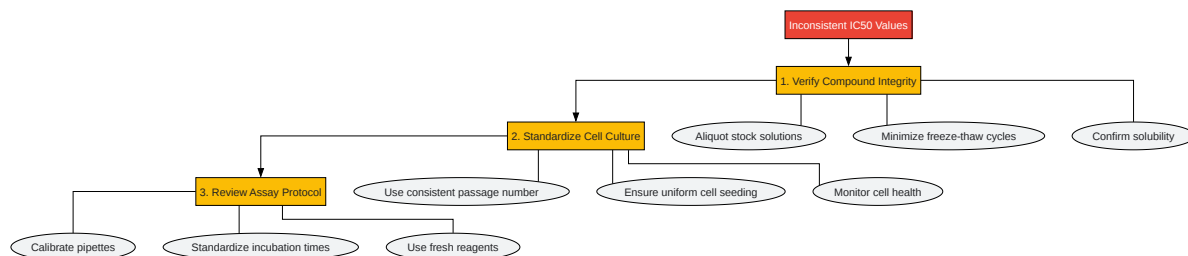 Inconsistent IC50 Values
1. Verify Compound Integrity
2. Standardize Cell Culture
Aliquot stock solutions
Minimize freeze-thaw cycles
Confirm solubility
3. Review Assay Protocol
Use consistent passage number
Ensure uniform cell seeding
Monitor cell health
Calibrate pipettes
Standardize incubation times
Use fresh reagents